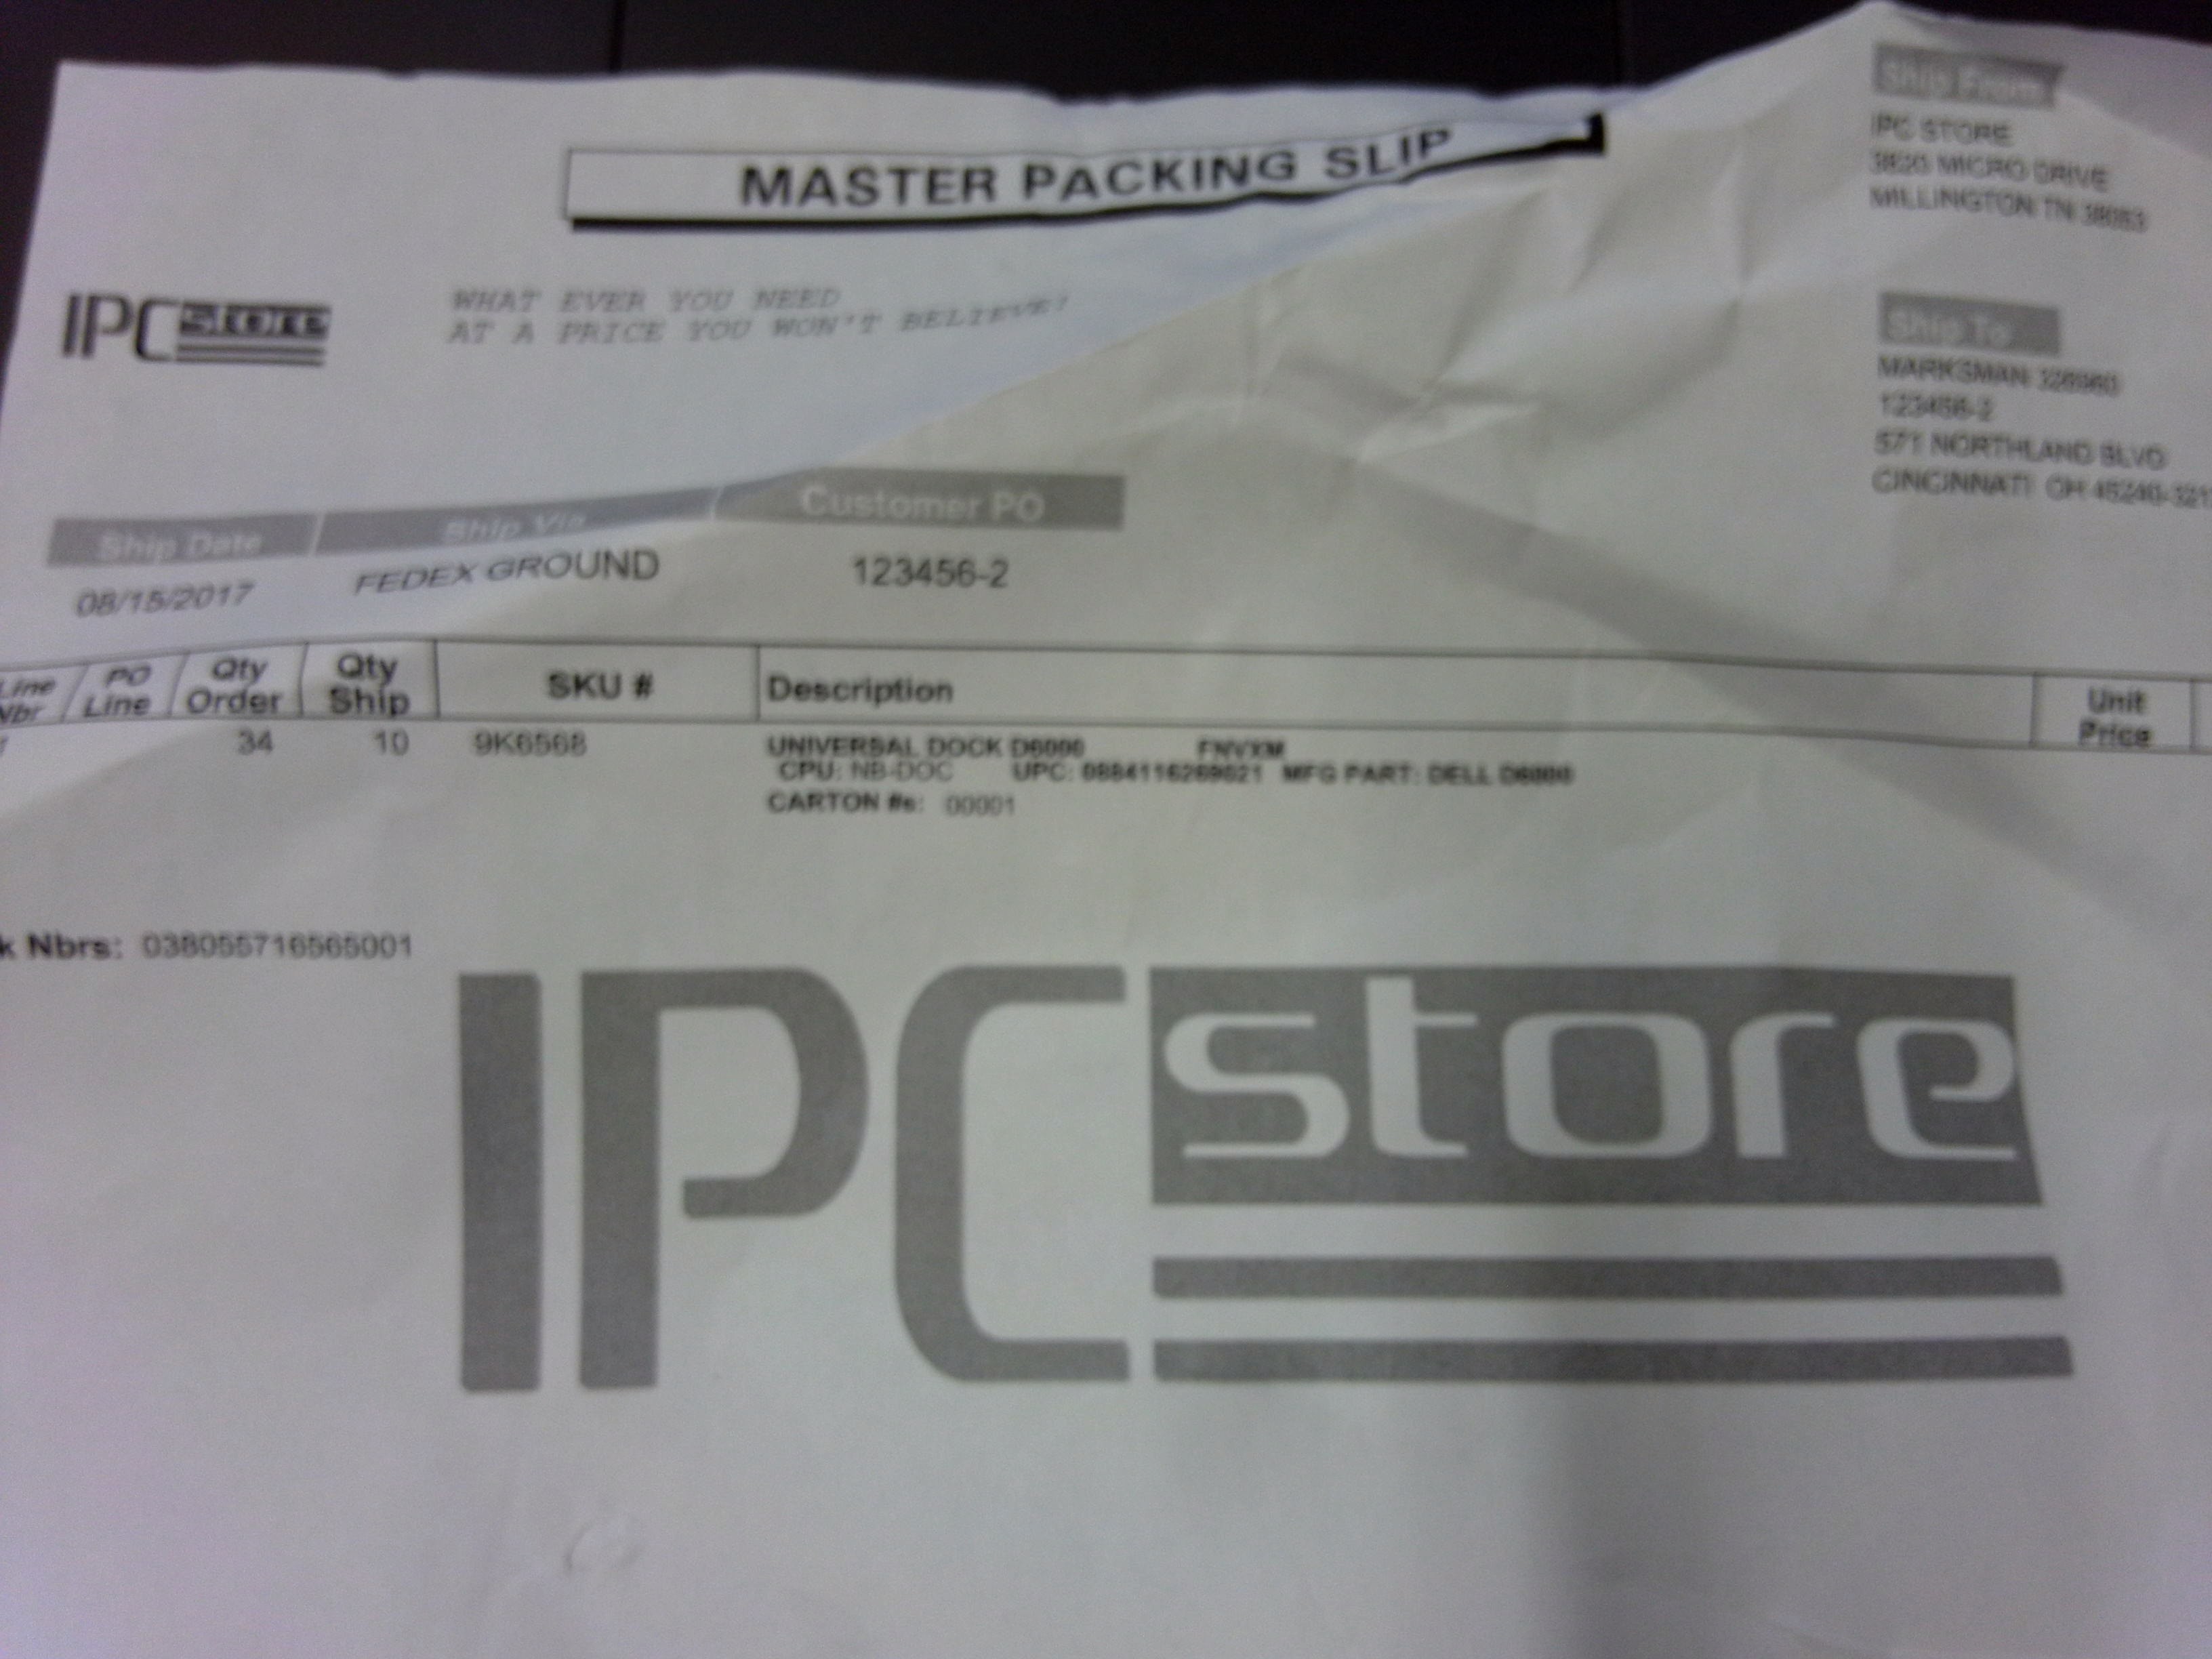 MASTER PACKING SLIP
Ship From
IPC STORE
3820 MICRO DRIVE
MILLINGTON TN 38053
IPC store
WHAT EVER YOU NEED
AT A PRICE YOU WON'T BELIEVE!
Ship To
MARKSMAN
123456-2
571 NORTHLAND BLVD
CINCINNATI OH
Ship Date Ship Via Customer PO
08/15/2017 FEDEX GROUND 123456-2
Line Nbr PO Line Qty Order Qty Ship SKU # Description Unit Price
1 34 10 9K6568 UNIVERSAL DOCK D6000 FNVXM
CPU: NB-DOC UPC: MFG PART: DELL D6000
CARTON #s: 00001
k Nbrs: 038055716565001
IPC store